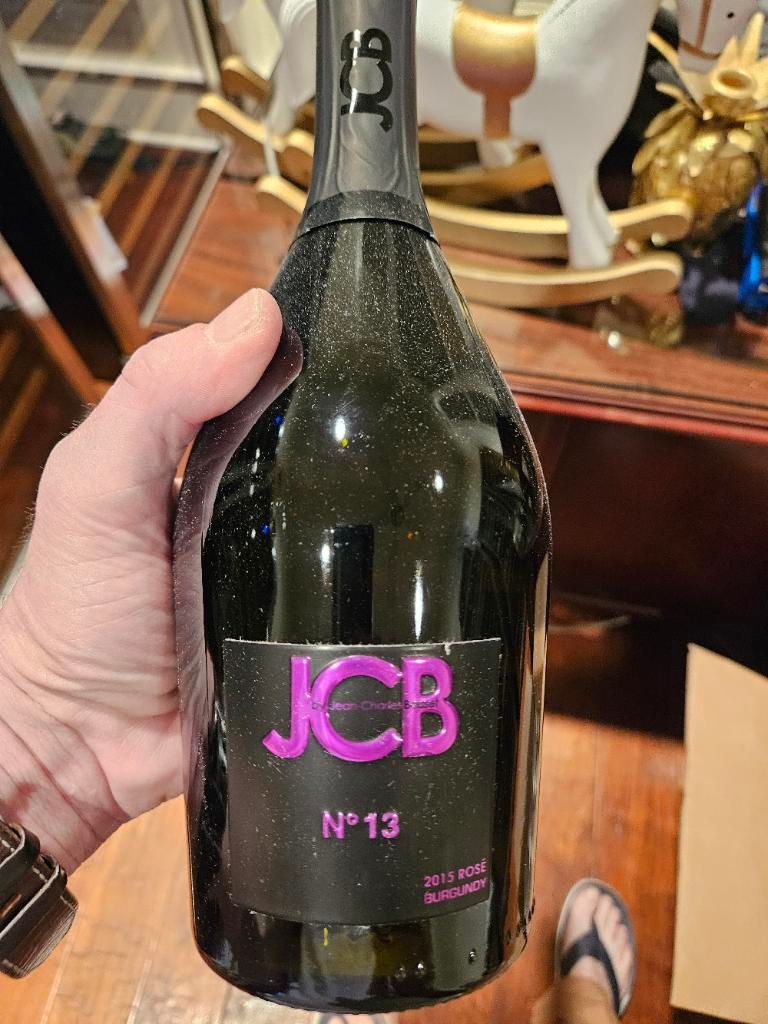 JCB
JCB
by Jean-Charles Boisset
N° 13
2015 ROSÉ
BURGUNDY